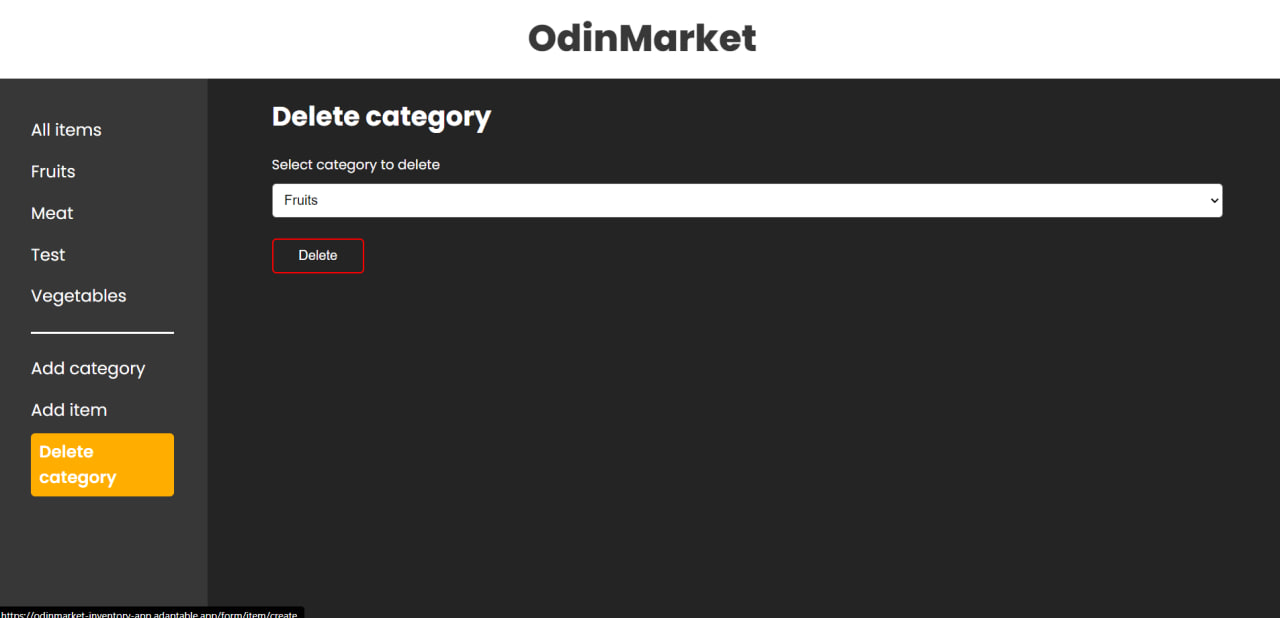 OdinMarket
All items
Fruits
Meat
Test
Vegetables
Add category
Add item
Delete
category
Delete category
Select category to delete
Fruits
Delete
https://odinmarket-inventory-app.adaptable.app/form/item/create